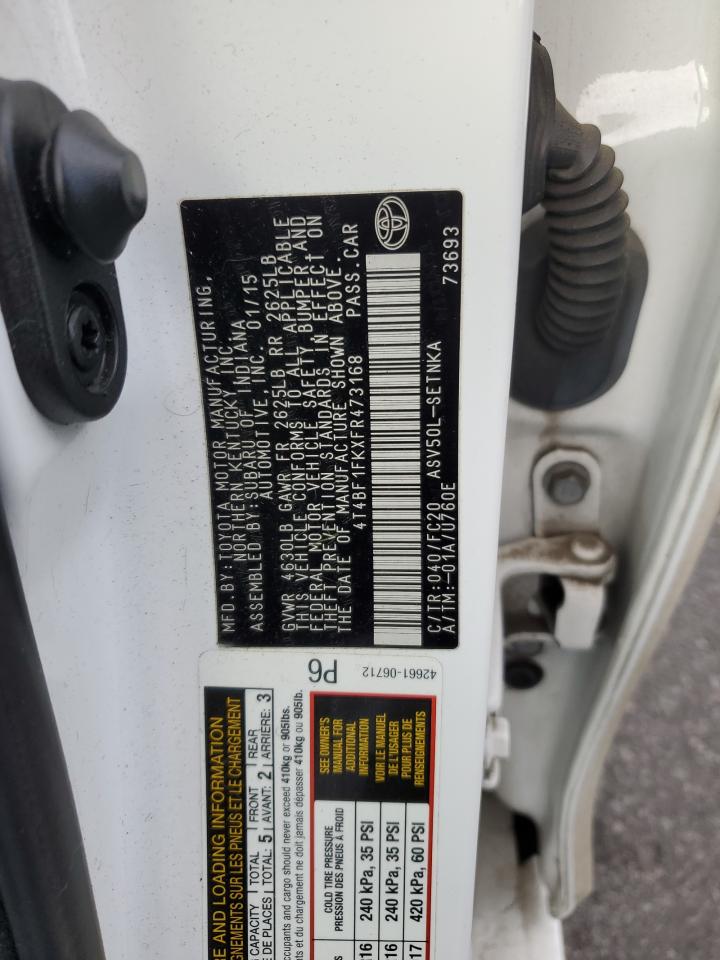 MFD.BY:TOYOTA MOTOR MANUFACTURING,
NORTHERN KENTUCKY, INC.
ASSEMBLED BY:SUBARU OF INDIANA
AUTOMOTIVE, INC. 01/15
GVWR 4630LB GAWR FR 2625LB RR 2625LB
THIS VEHICLE CONFORMS TO ALL APPLICABLE
FEDERAL MOTOR VEHICLE SAFETY, BUMPER AND
THEFT PREVENTION STANDARDS IN EFFECT ON
THE DATE OF MANUFACTURE SHOWN ABOVE.
4T4BF1FKXFR473168 PASS.CAR
C/TR:040/FC20 ASV50L-SETNKA
A/TM:-01A/U760E 73693
P6
42661-06712
RE AND LOADING INFORMATION
IGNEMENTS SUR LES PNEUS ET LE CHARGEMENT
CAPACITY TOTAL FRONT REAR
DE PLACES TOTAL: 5 AVANT: 2 ARRIÈRE: 3
occupants and cargo should never exceed 410kg or 905lbs.
et du chargement ne doit jamais dépasser 410kg ou 905lb.
COLD TIRE PRESSURE
PRESSION DES PNEUS À FROID
240 kPa, 35 PSI
240 kPa, 35 PSI
420 kPa, 60 PSI
16
16
17
SEE OWNER'S
MANUAL FOR
ADDITIONAL
INFORMATION
VOIR LE MANUEL
DE L'USAGER
POUR PLUS DE
RENSEIGNEMENTS